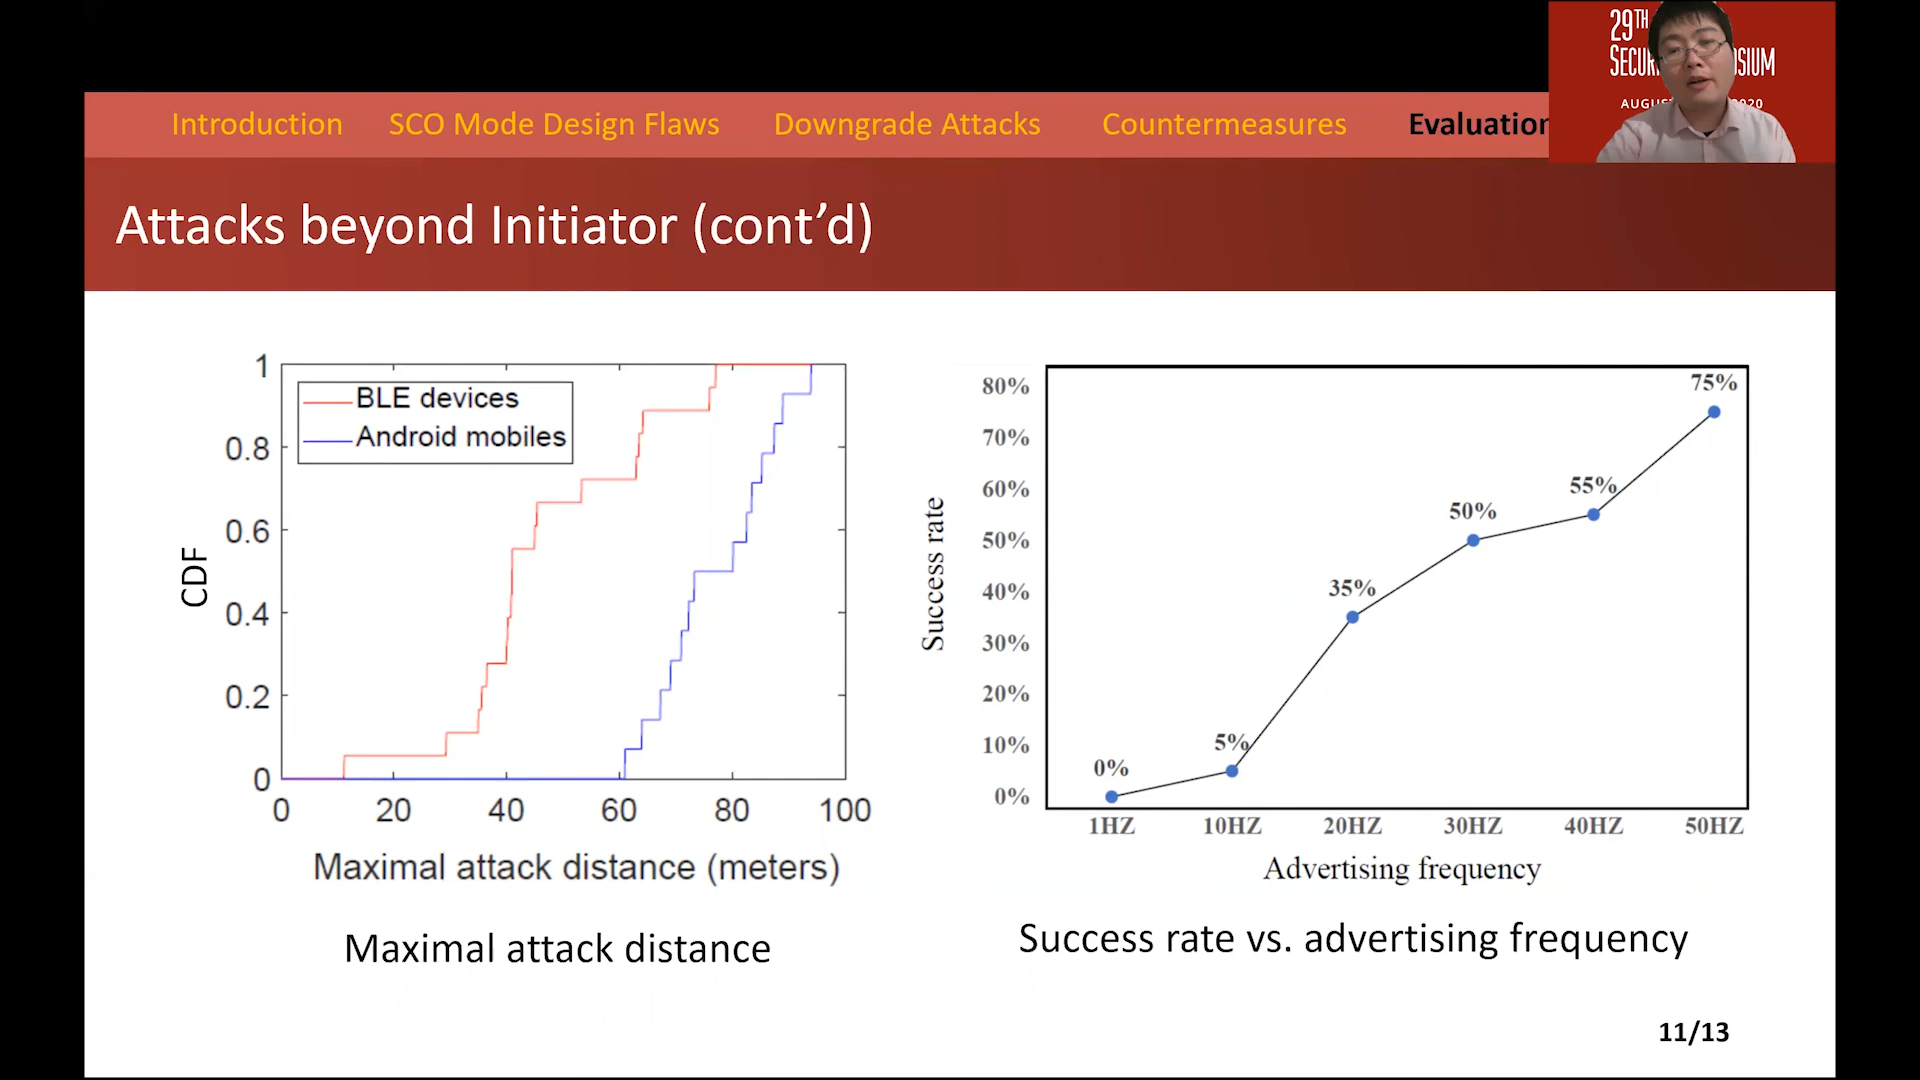 29TH
SECUR
OSIUM
AUGUS
2020
Introduction SCO Mode Design Flaws Downgrade Attacks Countermeasures Evaluation
Attacks beyond Initiator (cont’d)
1
0.8
0.6
0.4
0.2
0
CDF
BLE devices
Android mobiles
0 20 40 60 80 100
Maximal attack distance (meters)
Maximal attack distance
80%
70%
60%
50%
40%
30%
20%
10%
0%
Success rate
0%
5%
35%
50%
55%
75%
1HZ 10HZ 20HZ 30HZ 40HZ 50HZ
Advertising frequency
Success rate vs. advertising frequency
11/13